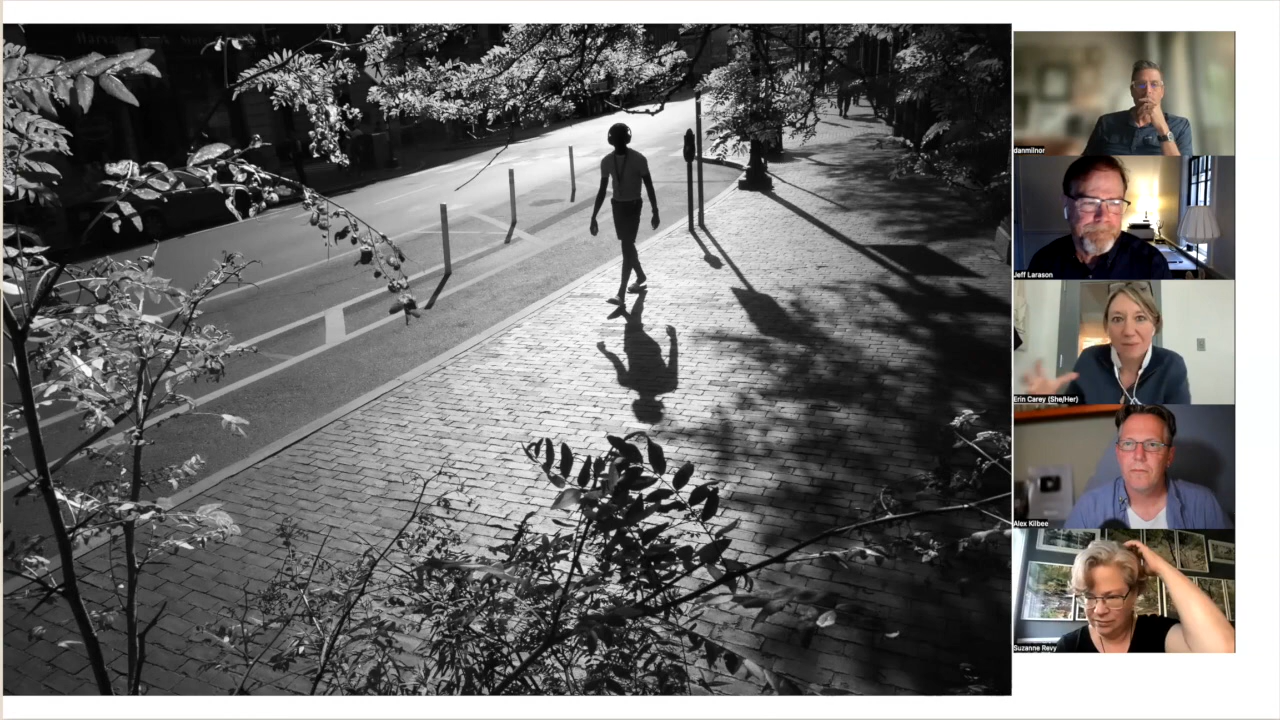 danmilnor
Jeff Larason
Erin Carey (She/Her)
Alex Kilbee
Suzanne Revy